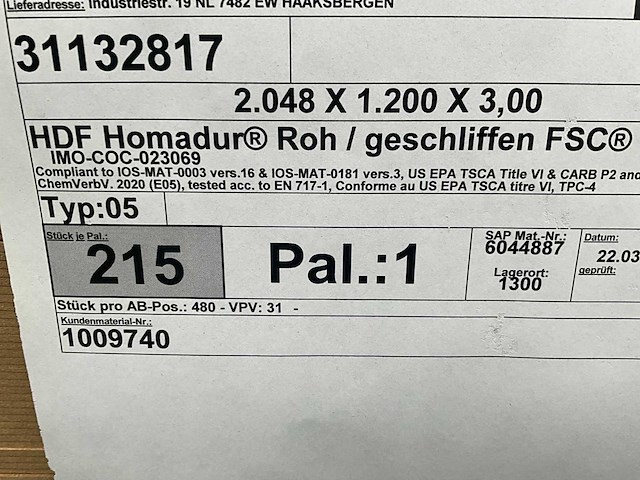 Lieferadresse: Industriestr. 19 NL 7482 EW HAAKSBERGEN
31132817
2.048 X 1.200 X 3,00
HDF Homadur® Roh / geschliffen FSC®
IMO-COC-023069
Compliant to IOS-MAT-0003 vers.16 & IOS-MAT-0181 vers.3, US EPA TSCA Title VI & CARB P2 and
ChemVerbV. 2020 (E05), tested acc. to EN 717-1, Conforme au US EPA TSCA titre VI, TPC-4
Typ:05
Stück je Pal.:
215
Pal.:1
SAP Mat.-Nr.:
6044887
Lagerort:
1300
Datum:
22.03
geprüft:
Stück pro AB-Pos.: 480 - VPV: 31 -
Kundenmaterial-Nr.:
1009740